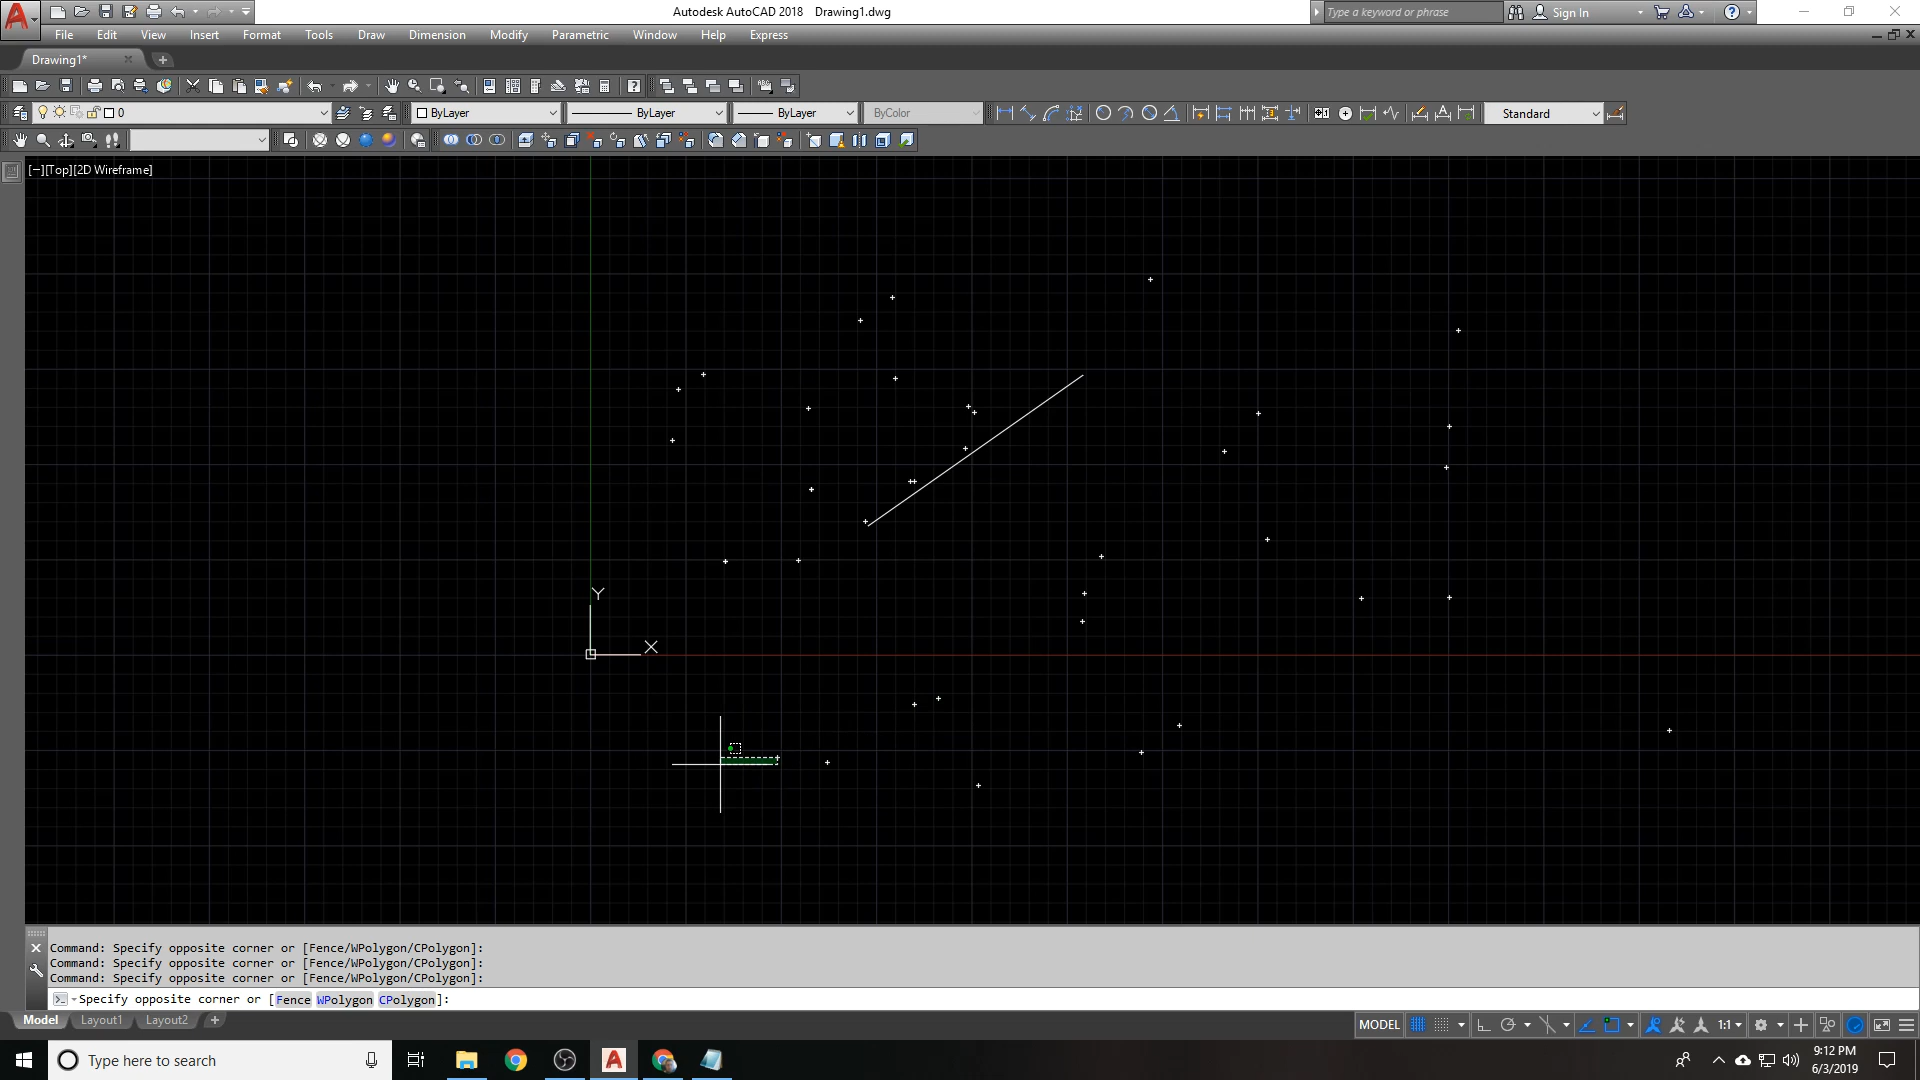 Autodesk AutoCAD 2018 Drawing1.dwg
Type a keyword or phrase
Sign In
File Edit View Insert Format Tools Draw Dimension Modify Parametric Window Help Express
Drawing1*
0 ByLayer ByLayer ByLayer ByColor Standard
[−][Top][2D Wireframe]
Y
X
Command: Specify opposite corner or [Fence/WPolygon/CPolygon]:
Command: Specify opposite corner or [Fence/WPolygon/CPolygon]:
Command: Specify opposite corner or [Fence/WPolygon/CPolygon]:
Specify opposite corner or [Fence WPolygon CPolygon]:
Model Layout1 Layout2 +
MODEL 1:1
Type here to search
9:12 PM
6/3/2019